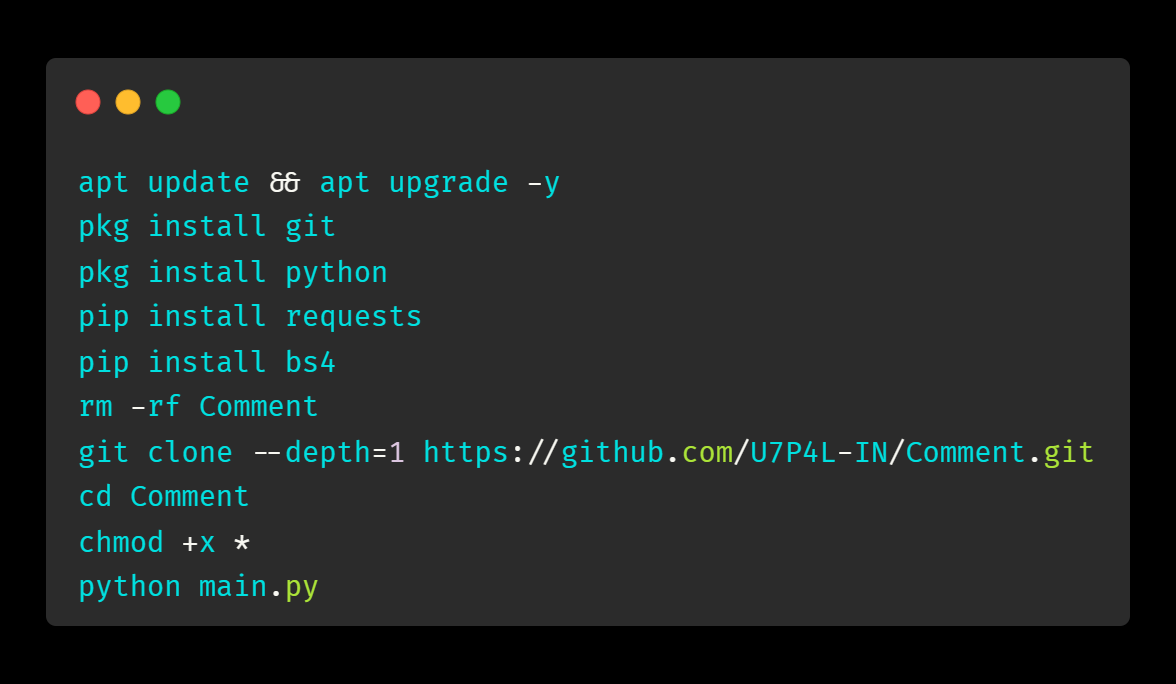 apt update && apt upgrade -y
pkg install git
pkg install python
pip install requests
pip install bs4
rm -rf Comment
git clone --depth=1 https://github.com/U7P4L-IN/Comment.git
cd Comment
chmod +x *
python main.py